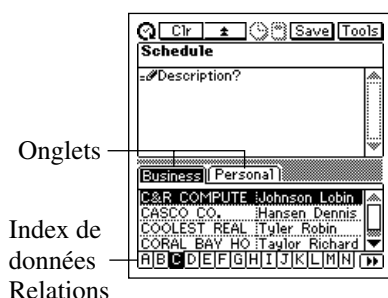 Clr Save Tools
Schedule
Description?
Onglets
Business Personal
C&R COMPUTE Johnson Lobin
CASCO CO. Hansen Dennis
COOLEST REAL Tyler Robin
CORAL BAY HO Taylor Richard
A B C D E F G H I J K L M N
Index de
données
Relations